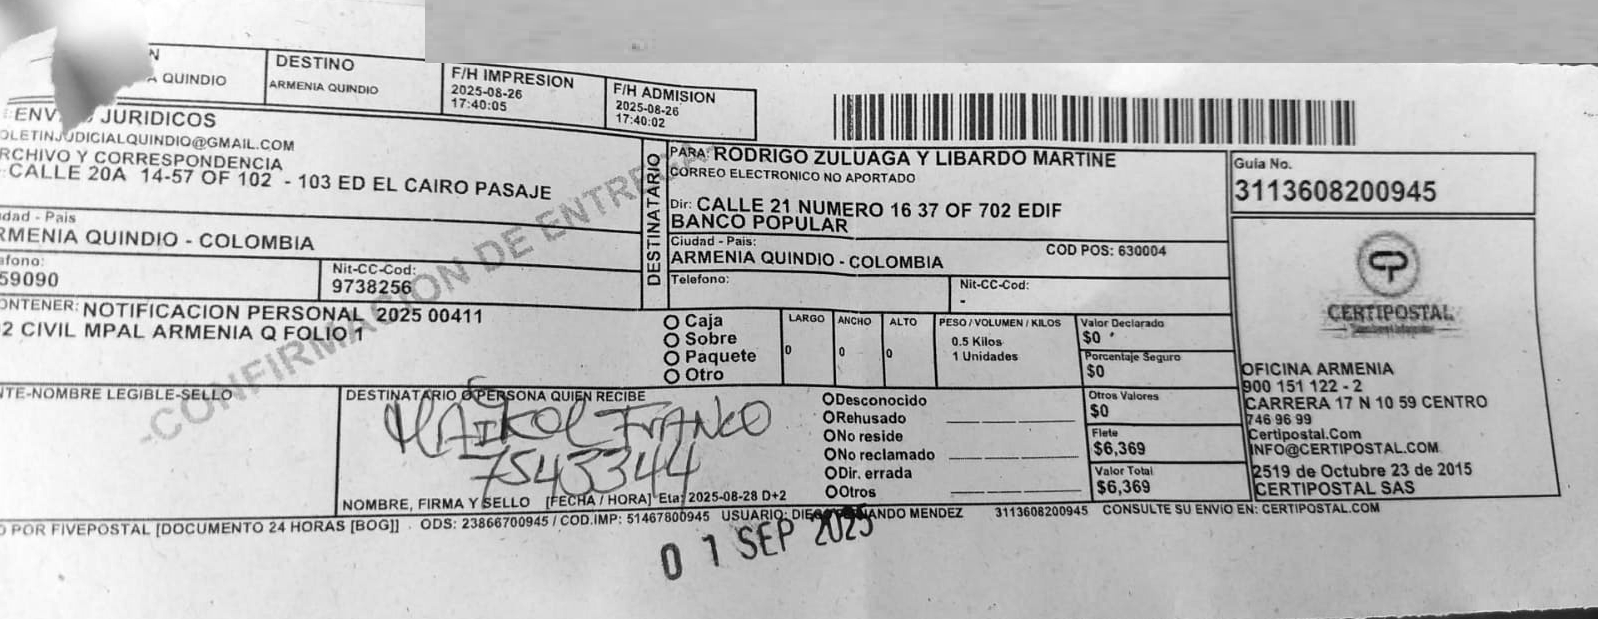 QUINDIO
DESTINO
ARMENIA QUINDIO
F/H IMPRESION
2025-08-26
17:40:05
F/H ADMISION
2025-08-26
17:40:02
JURIDICOS
OLETINJUDICIALQUINDIO@GMAIL.COM
RCHIVO Y CORRESPONDENCIA
CALLE 20A 14-57 OF 102 - 103 ED EL CAIRO PASAJE
dad - Pais
RMENIA QUINDIO - COLOMBIA
efono:
59090
Nit-CC-Cod:
9738256
ONTENER: NOTIFICACION PERSONAL 2025 00411
2 CIVIL MPAL ARMENIA Q FOLIO 1
-CONFIRMACION DE ENTREGA-
DESTINATARIO
PARA: RODRIGO ZULUAGA Y LIBARDO MARTINE
CORREO ELECTRONICO NO APORTADO
Dir: CALLE 21 NUMERO 16 37 OF 702 EDIF
BANCO POPULAR
Ciudad - Pais:
ARMENIA QUINDIO - COLOMBIA
COD POS: 630004
Telefono:
Nit-CC-Cod:
-
Guia No.
3113608200945
CERTIPOSTAL
Caja
Sobre
Paquete
Otro
LARGO
0
ANCHO
0
ALTO
0
PESO / VOLUMEN / KILOS
0.5 Kilos
1 Unidades
Valor Declarado
$0
Porcentaje Seguro
$0
Otros Valores
$0
Flete
$6,369
Valor Total
$6,369
OFICINA ARMENIA
900 151 122 - 2
CARRERA 17 N 10 59 CENTRO
746 96 99
Certipostal.Com
INFO@CERTIPOSTAL.COM
2519 de Octubre 23 de 2015
CERTIPOSTAL SAS
NTE-NOMBRE LEGIBLE-SELLO
DESTINATARIO O PERSONA QUIEN RECIBE
FRANCO
7543344
NOMBRE, FIRMA Y SELLO [FECHA / HORA] Eta: 2025-08-28 D+2
Desconocido
Rehusado
No reside
No reclamado
Dir. errada
Otros
O POR FIVEPOSTAL [DOCUMENTO 24 HORAS [BOG]] ODS: 23866700945 / COD.IMP: 51467800945 USUARIO: MENDEZ 3113608200945 CONSULTE SU ENVIO EN: CERTIPOSTAL.COM
01 SEP 2025